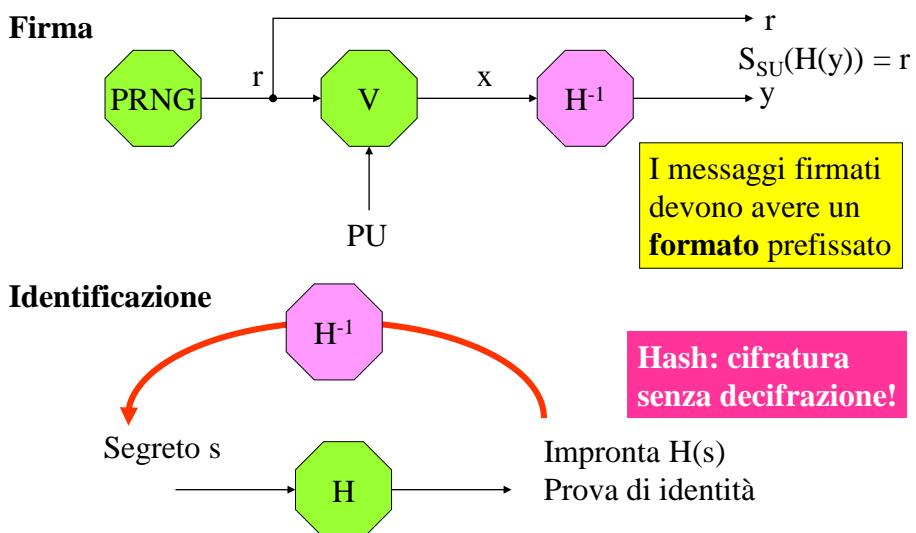 Firma
r
PRNG
r
V
x
H-1
S_SU(H(y)) = r
y
PU
I messaggi firmati
devono avere un
formato prefissato
Identificazione
H-1
Hash: cifratura
senza decifrazione!
Segreto s
H
Impronta H(s)
Prova di identità